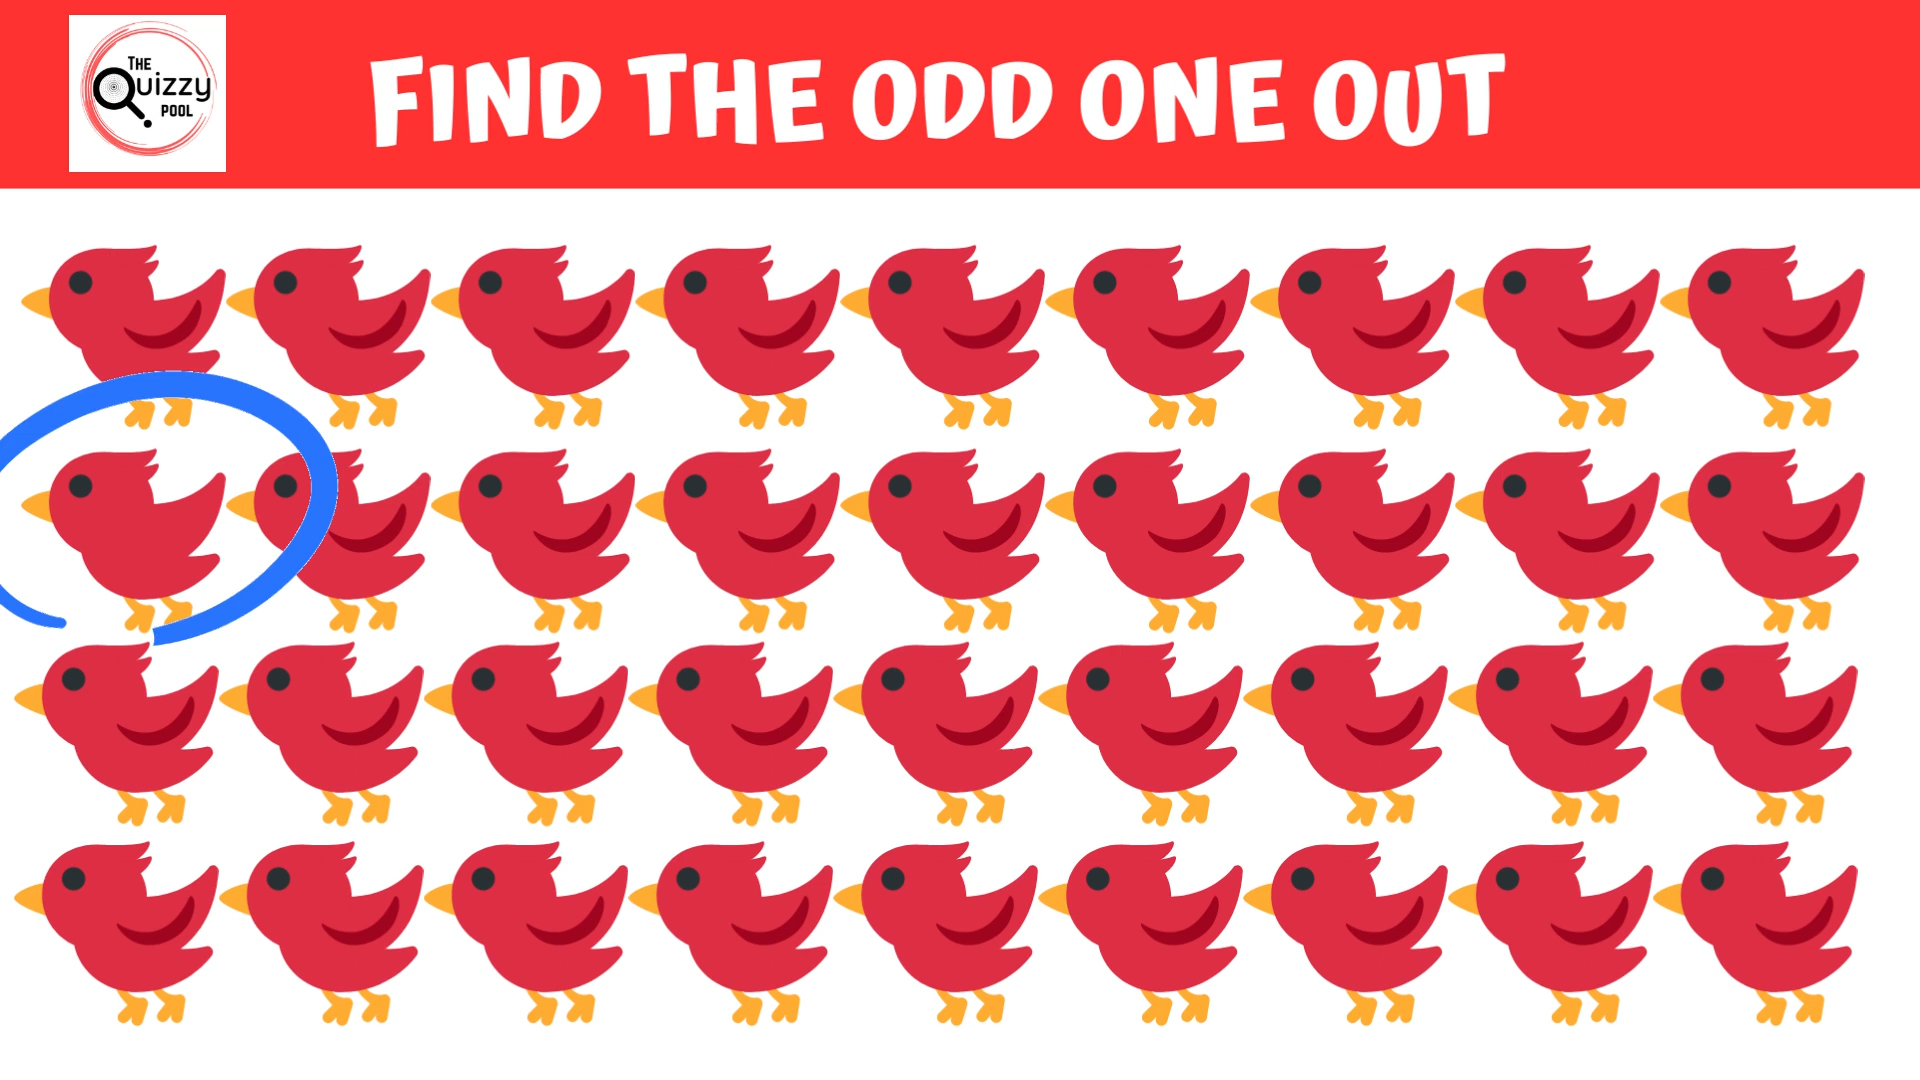 THE
Quizzy
POOL
FIND THE ODD ONE OUT